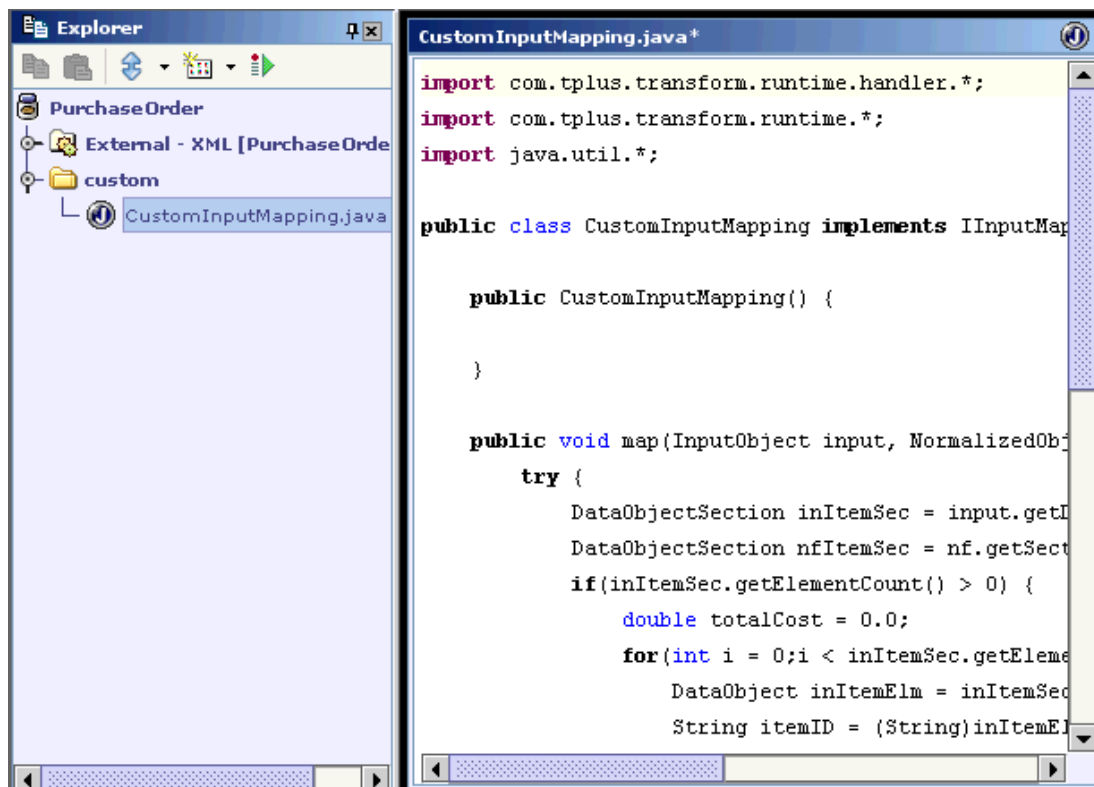 Explorer
PurchaseOrder
External - XML [PurchaseOrde
custom
CustomInputMapping.java
CustomInputMapping.java*
import com.tplus.transform.runtime.handler.*;
import com.tplus.transform.runtime.*;
import java.util.*;
public class CustomInputMapping implements IInputMap
public CustomInputMapping() {
}
public void map(InputObject input, NormalizedObj
try {
DataObjectSection inItemSec = input.getD
DataObjectSection nfItemSec = nf.getSect
if(inItemSec.getElementCount() > 0) {
double totalCost = 0.0;
for(int i = 0;i < inItemSec.getEleme
DataObject inItemElm = inItemSec
String itemID = (String)inItemEl